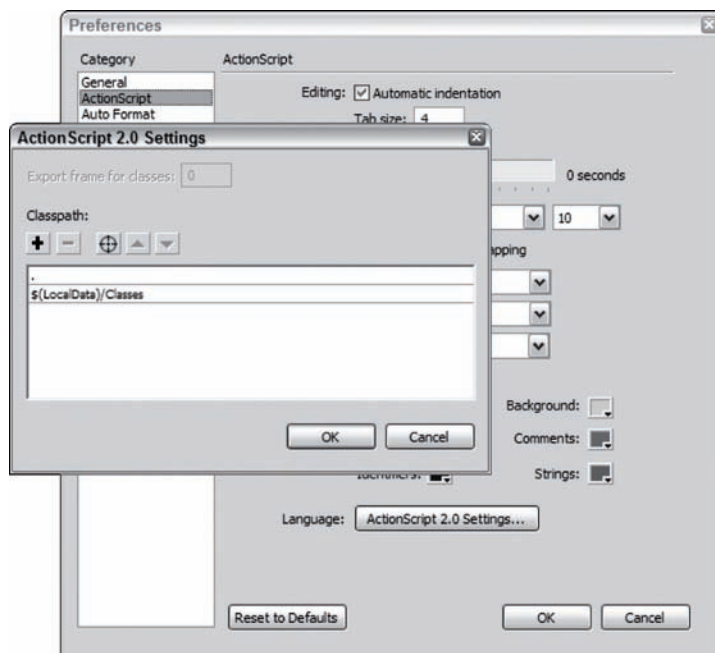 Preferences
Category
ActionScript
General
ActionScript
Auto Format
Editing: Automatic indentation
Tab size: 4
ActionScript 2.0 Settings
Export frame for classes: 0
0 seconds
Classpath:
10
.
$(LocalData)/Classes
OK
Cancel
Background:
Comments:
Identifiers:
Strings:
Language: ActionScript 2.0 Settings...
Reset to Defaults
OK
Cancel